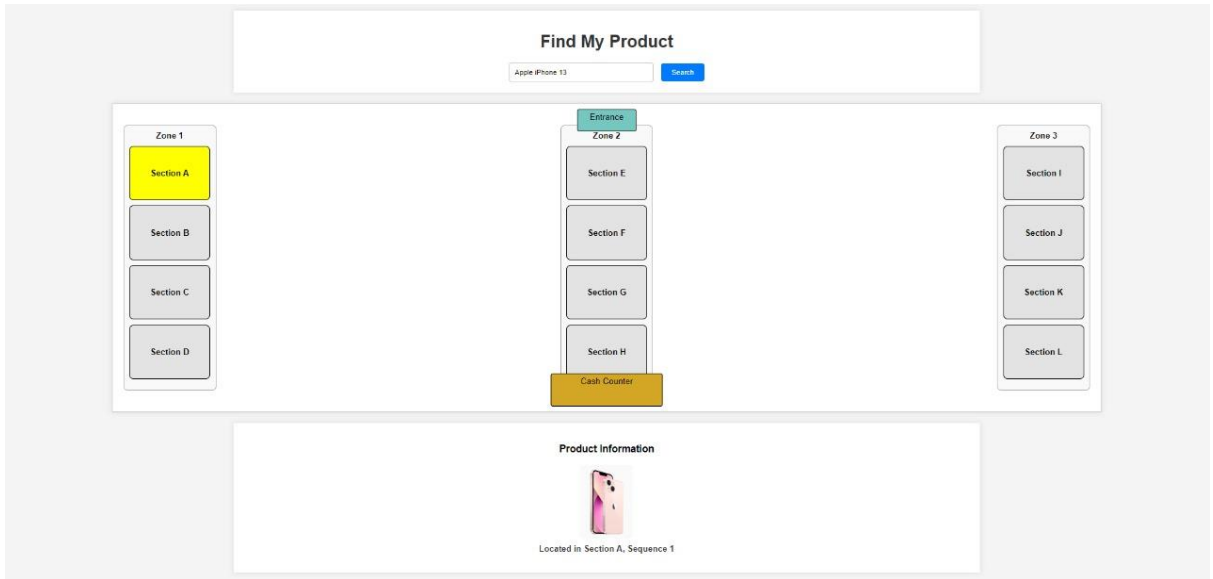 Find My Product
Apple iPhone 13 Search
Entrance
Zone 1 Zone 2 Zone 3
Section A Section E Section I
Section B Section F Section J
Section C Section G Section K
Section D Section H Section L
Cash Counter
Product Information
Located in Section A, Sequence 1